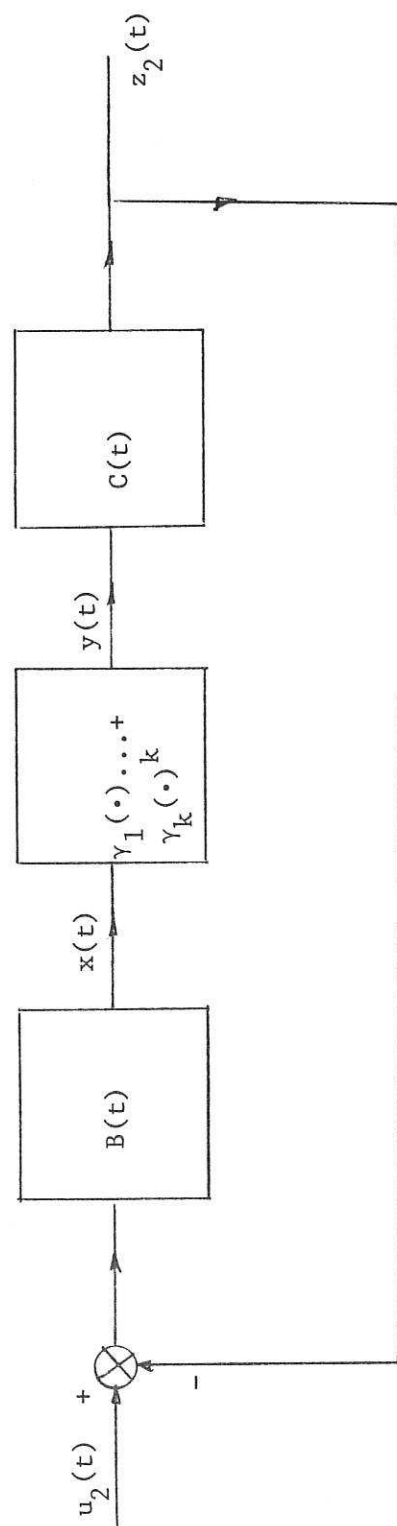 u₂(t)
+
-
B(t)
x(t)
γ₁(·)...+
γₖ(·)ᵏ
y(t)
C(t)
z₂(t)